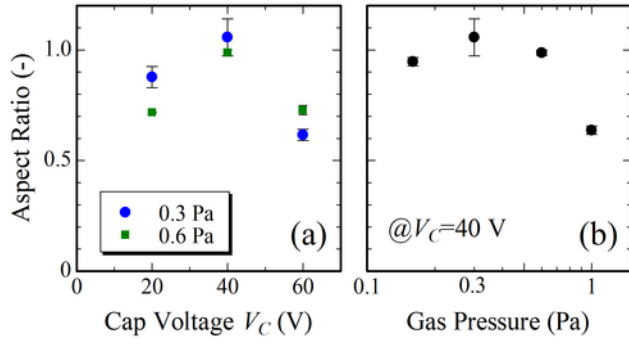 Aspect Ratio (-)
1.0
0.5
0
0.3 Pa
0.6 Pa
(a)
0 20 40 60
Cap Voltage V_C (V)
@V_C=40 V
(b)
0.1 0.3 1
Gas Pressure (Pa)